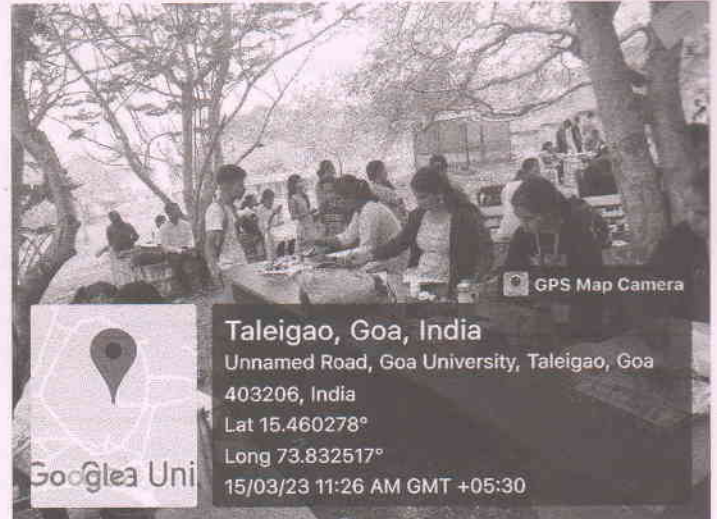 GPS Map Camera
Taleigao, Goa, India
Unnamed Road, Goa University, Taleigao, Goa
403206, India
Lat 15.460278°
Long 73.832517°
15/03/23 11:26 AM GMT +05:30
Google Uni